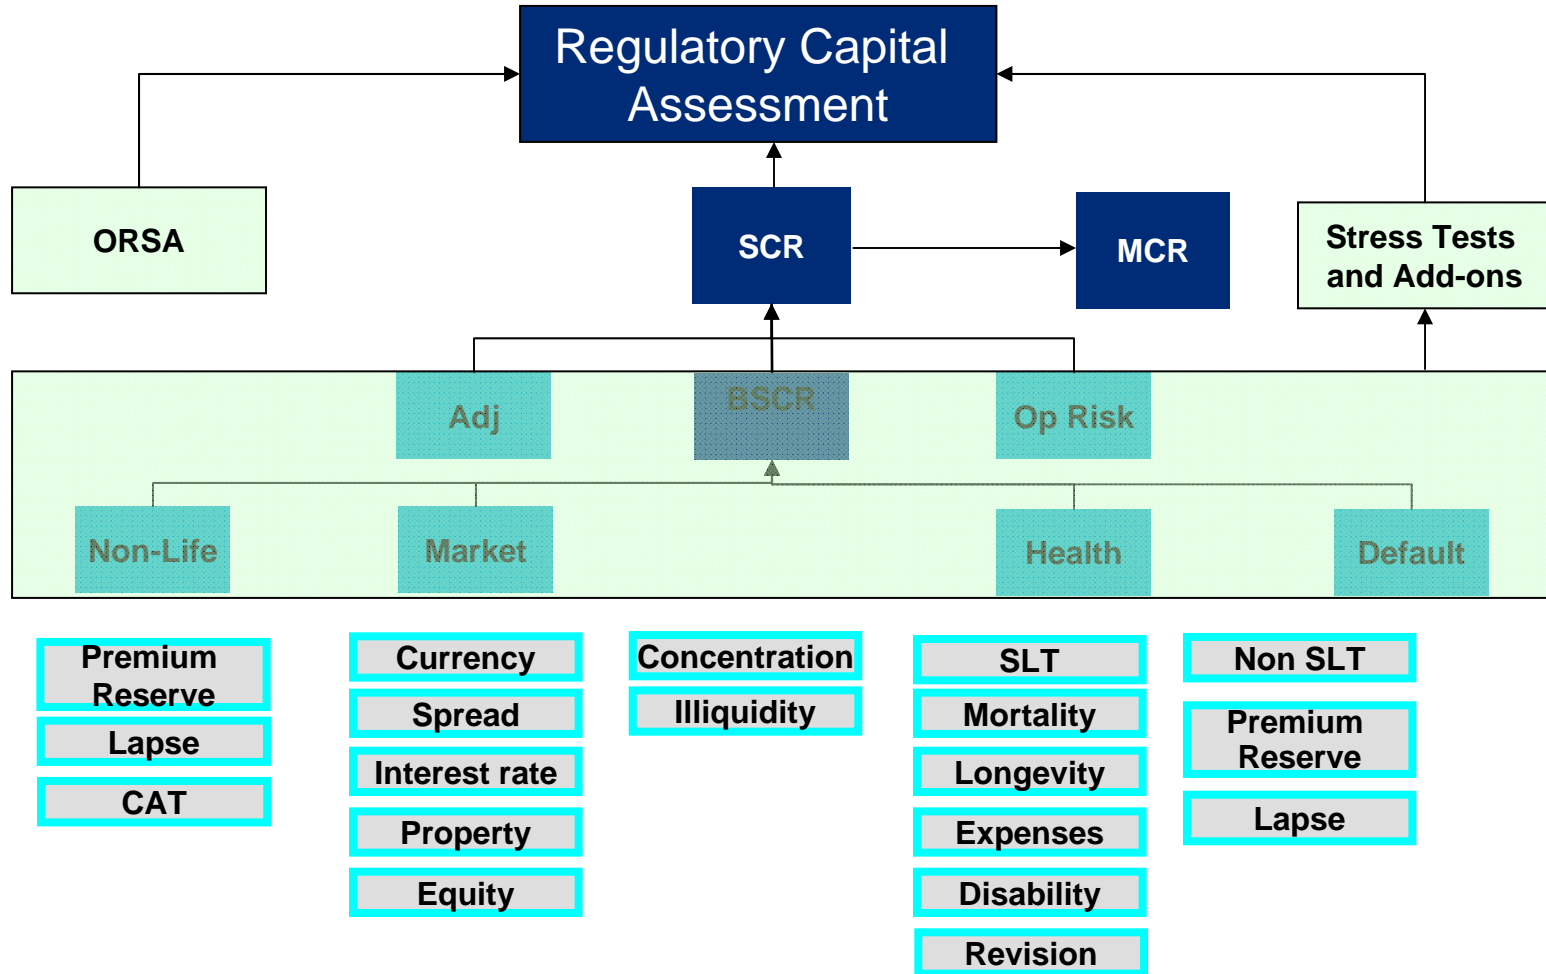 Regulatory Capital
Assessment
ORSA
SCR
MCR
Stress Tests
and Add-ons
Adj
BSCR
Op Risk
Non-Life
Market
Health
Default
Premium
Reserve
Lapse
CAT
Currency
Spread
Interest rate
Property
Equity
Concentration
Illiquidity
SLT
Mortality
Longevity
Expenses
Disability
Revision
Non SLT
Premium
Reserve
Lapse